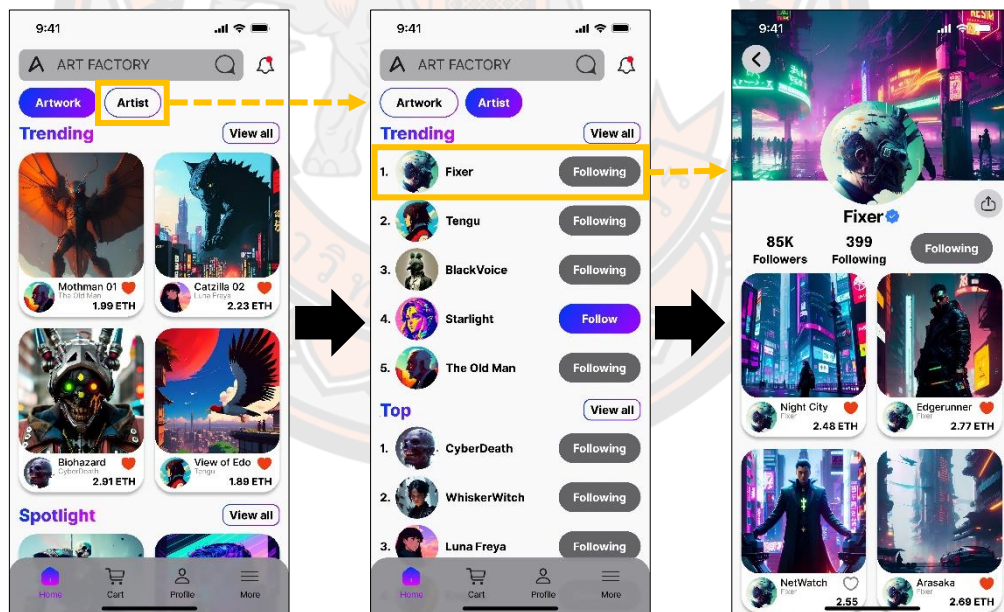 9:41
ART FACTORY
Artwork
Artist
Trending
View all
Mothman 01
The Old Man
1.99 ETH
Catzilla 02
Luna Freya
2.23 ETH
Biohazard
CyberDeath
2.91 ETH
View of Edo
Tengu
1.89 ETH
Spotlight
View all
Home
Cart
Profile
More
9:41
ART FACTORY
Artwork
Artist
Trending
View all
1. Fixer Following
2. Tengu Following
3. BlackVoice Following
4. Starlight Follow
5. The Old Man Following
Top
View all
1. CyberDeath Following
2. WhiskerWitch Following
3. Luna Freya Following
Home
Cart
Profile
More
9:41
Fixer
85K
Followers
399
Following
Following
Night City
Fixer
2.48 ETH
Edgerunner
Fixer
2.77 ETH
NetWatch
Fixer
2.55
Arasaka
Fixer
2.69 ETH